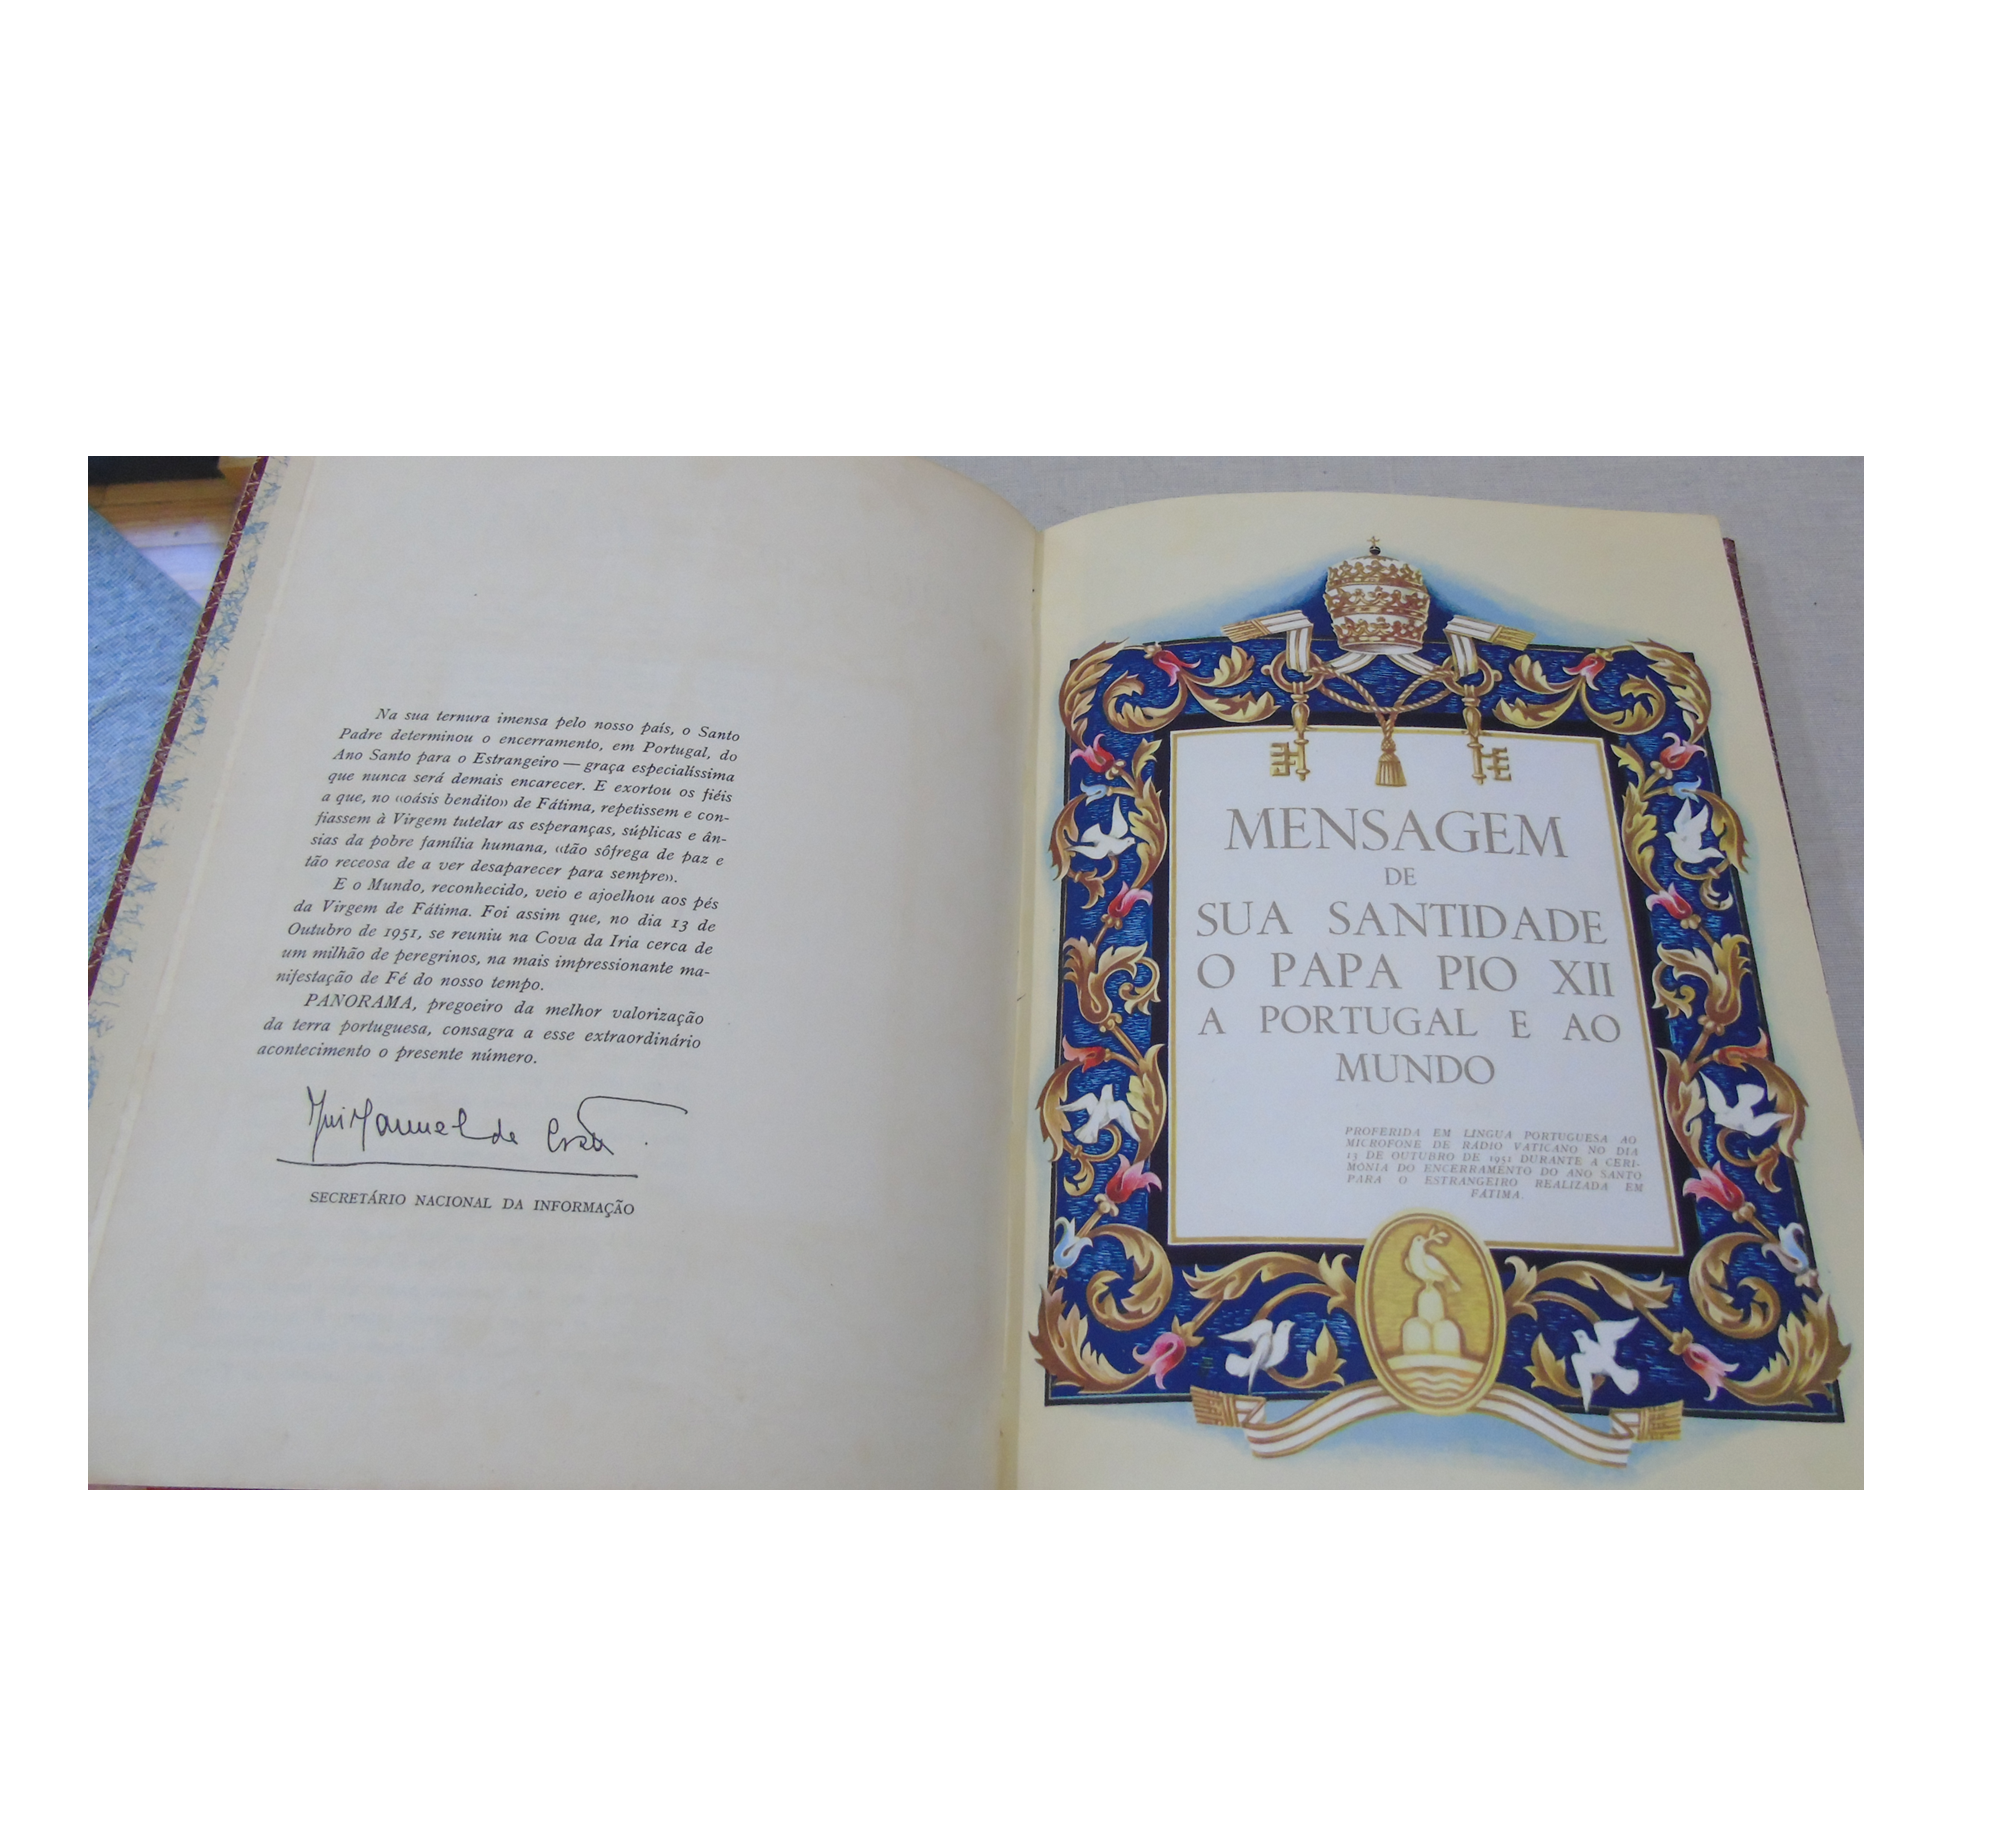 Na sua ternura imensa pelo nosso país, o Santo
Padre determinou o encerramento, em Portugal, do
Ano Santo para o Estrangeiro — graça especialíssima
que nunca será demais encarecer. E exortou os fiéis
a que, no «oásis bendito» de Fátima, repetissem e con-
fiassem à Virgem tutelar as esperanças, súplicas e ân-
sias da pobre família humana, «tão sôfrega de paz e
tão receosa de a ver desaparecer para sempre».
E o Mundo, reconhecido, veio e ajoelhou aos pés
da Virgem de Fátima. Foi assim que, no dia 13 de
Outubro de 1951, se reuniu na Cova da Iria cerca de
um milhão de peregrinos, na mais impressionante ma-
nifestação de Fé do nosso tempo.
PANORAMA, pregoeiro da melhor valorização
da terra portuguesa, consagra a esse extraordinário
acontecimento o presente número.
Manuel de
SECRETÁRIO NACIONAL DA INFORMAÇÃO
MENSAGEM
DE
SUA SANTIDADE
O PAPA PIO XII
A PORTUGAL E AO
MUNDO
PROFERIDA EM LÍNGUA PORTUGUESA AO
MICROFONE DE RÁDIO VATICANO NO DIA
13 DE OUTUBRO DE 1951 DURANTE A CERI-
MÓNIA DO ENCERRAMENTO DO ANO SANTO
PARA O ESTRANGEIRO REALIZADA EM
FÁTIMA.